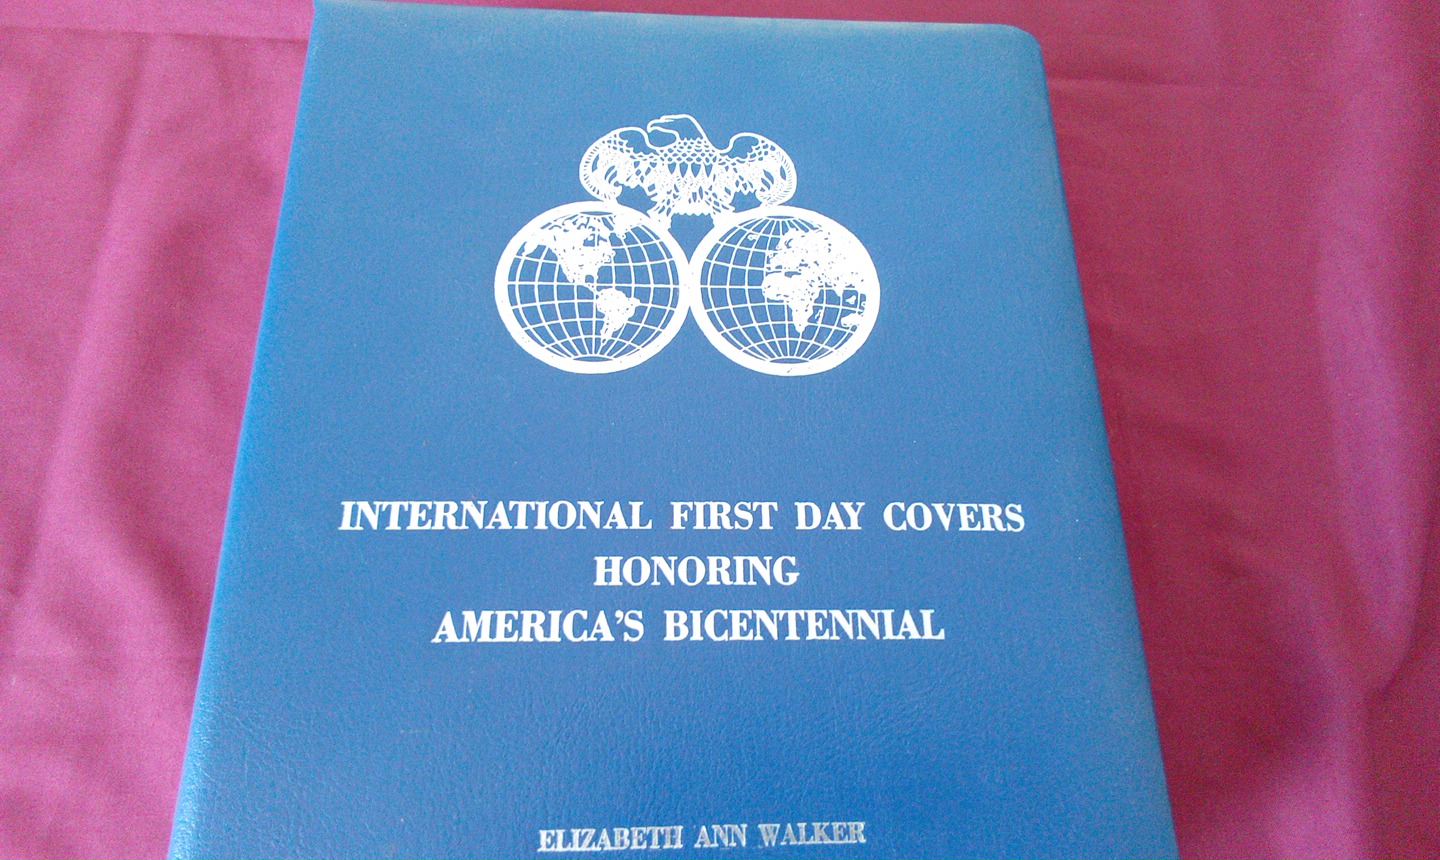 INTERNATIONAL FIRST DAY COVERS
HONORING
AMERICA'S BICENTENNIAL
ELIZABETH ANN WALKER